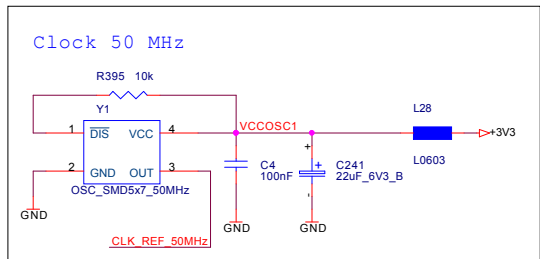 Clock 50 MHz
R395 10k
Y1
1 DIS VCC 4
2 GND OUT 3
OSC_SMD5x7_50MHz
VCCOSC1
L28
+3V3
L0603
C4
100nF
+
+
C241
22uF_6V3_B
-
GND
GND
GND
CLK_REF_50MHz